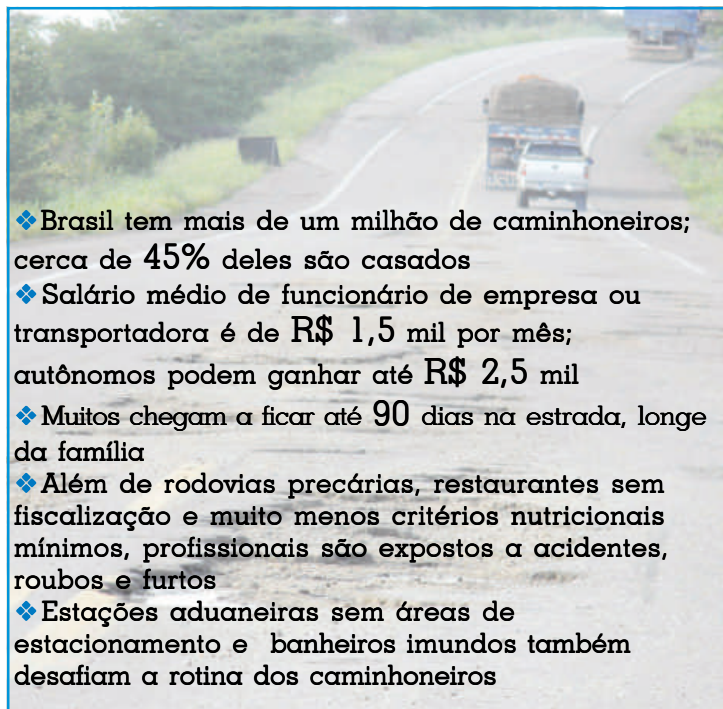 ❖Brasil tem mais de um milhão de caminhoneiros;
cerca de 45% deles são casados
❖Salário médio de funcionário de empresa ou
transportadora é de R$ 1,5 mil por mês;
autônomos podem ganhar até R$ 2,5 mil
❖Muitos chegam a ficar até 90 dias na estrada, longe
da família
❖Além de rodovias precárias, restaurantes sem
fiscalização e muito menos critérios nutricionais
mínimos, profissionais são expostos a acidentes,
roubos e furtos
❖Estações aduaneiras sem áreas de
estacionamento e  banheiros imundos também
desafiam a rotina dos caminhoneiros